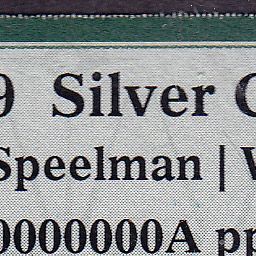 9 Silver C
Speelman | W
0000000A pp